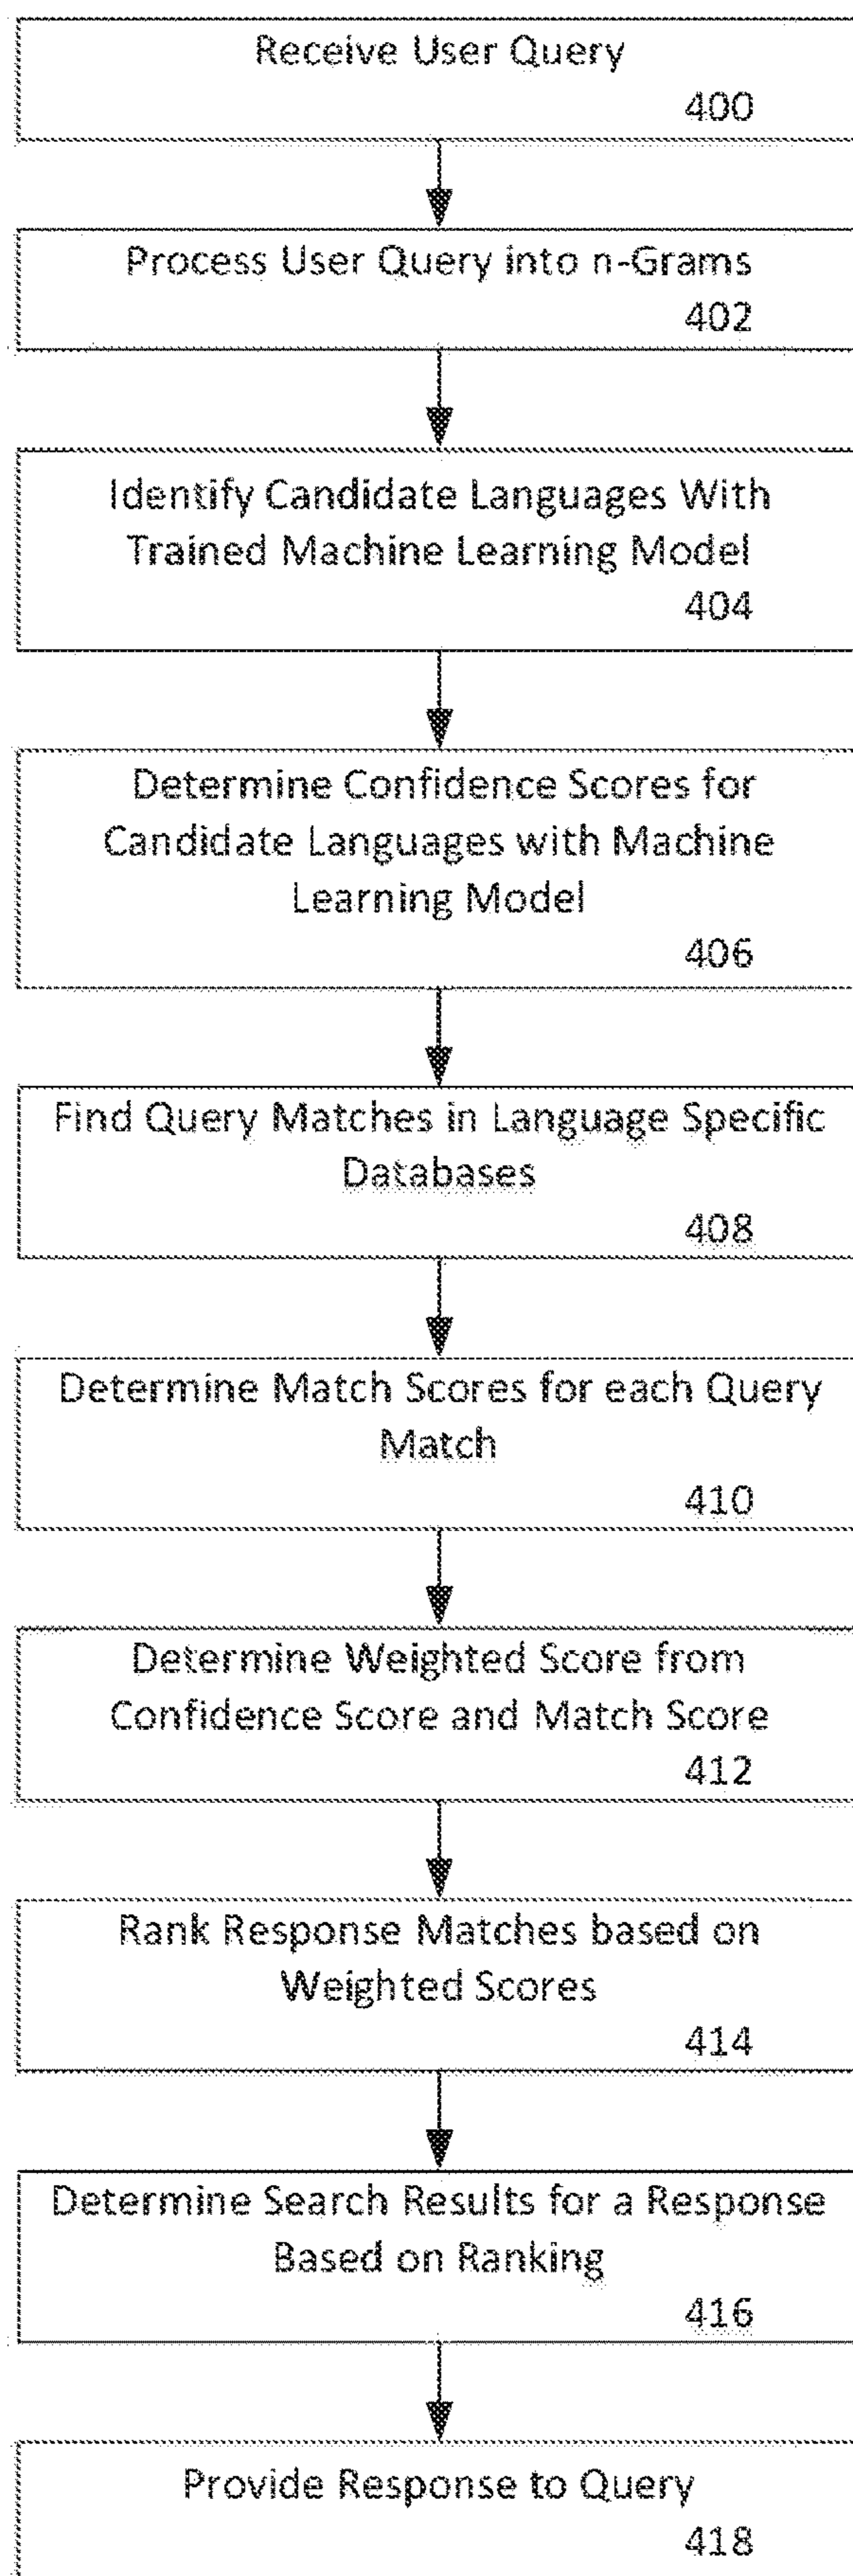 Receive User Query
400
Process User Query into n-Grams
402
Identify Candidate Languages With
Trained Machine Learning Model
404
Determine Confidence Scores for
Candidate Languages with Machine
Learning Model
406
Find Query Matches in Language Specific
Databases
408
Determine Match Scores for each Query
Match
410
Determine Weighted Score from
Confidence Score and Match Score
412
Rank Response Matches based on
Weighted Scores
414
Determine Search Results for a Response
Based on Ranking
416
Provide Response to Query
418